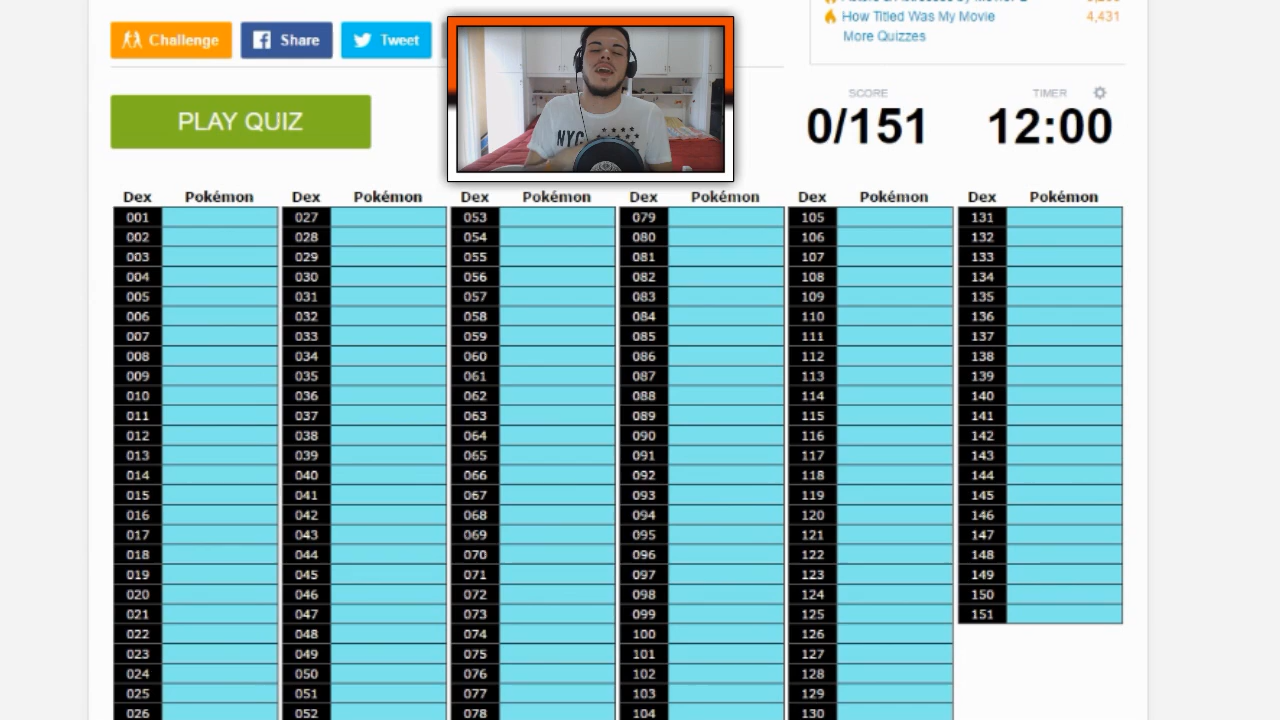 How Titled Was My Movie 4,431
More Quizzes
Challenge Share Tweet
SCORE TIMER
0/151 12:00
PLAY QUIZ
NYC
Dex Pokémon Dex Pokémon Dex Pokémon Dex Pokémon Dex Pokémon Dex Pokémon
001 027 053 079 105 131
002 028 054 080 106 132
003 029 055 081 107 133
004 030 056 082 108 134
005 031 057 083 109 135
006 032 058 084 110 136
007 033 059 085 111 137
008 034 060 086 112 138
009 035 061 087 113 139
010 036 062 088 114 140
011 037 063 089 115 141
012 038 064 090 116 142
013 039 065 091 117 143
014 040 066 092 118 144
015 041 067 093 119 145
016 042 068 094 120 146
017 043 069 095 121 147
018 044 070 096 122 148
019 045 071 097 123 149
020 046 072 098 124 150
021 047 073 099 125 151
022 048 074 100 126
023 049 075 101 127
024 050 076 102 128
025 051 077 103 129
026 052 078 104 130